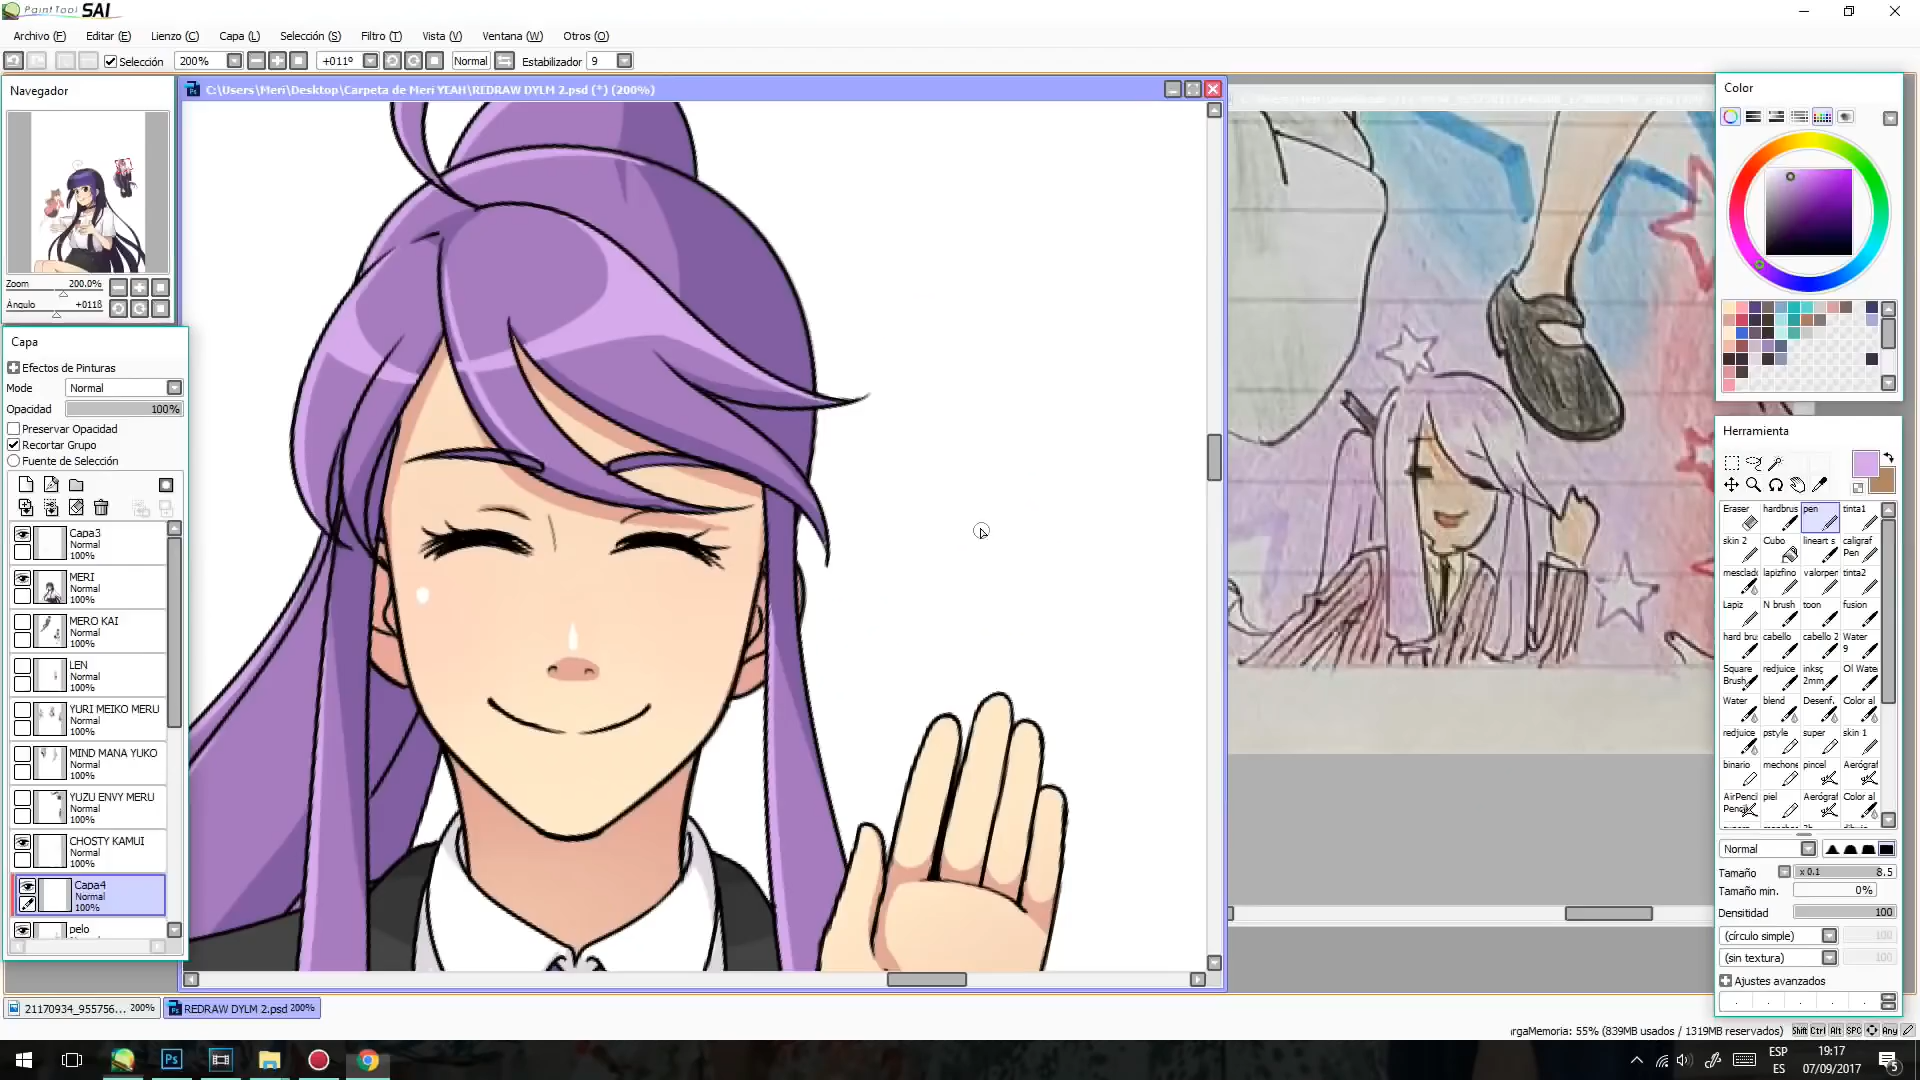 PaintTool SAI
Archivo (F) Editar (E) Lienzo (C) Capa (L) Selección (S) Filtro (T) Vista (V) Ventana (W) Otros (O)
Selección 200% +011º Normal Estabilizador 9
Navegador
Zoom 200.0%
Ángulo +011ß
C:\Users\Meri\Desktop\Carpeta de Meri YEAH\REDRAW DYLM 2.psd (*) (200%)
Capa
Efectos de Pinturas
Mode Normal
Opacidad 100%
Preservar Opacidad
Recortar Grupo
Fuente de Selección
Capa3
Normal
100%
MERI
Normal
100%
MERO KAI
Normal
100%
LEN
Normal
100%
YURI MEIKO MERU
Normal
100%
MIND MANA YUKO
Normal
100%
YUZU ENVY MERU
Normal
100%
CHOSTY KAMUI
Normal
100%
Capa4
Normal
100%
pelo
Color
Herramienta
Eraser hardbrus pen tinta1
skin 2 Cubo lineart s caligraf
Pen
mesclad lapizfino valorpen tinta2
Lapiz N brush toon fusion
hard bru cabello cabello 2 Water
9
Square redjuice inksç Ol Wate
Brush 2mm
Water blend Desenf. Color al
redjuice pstyle super skin 1
binario mechone pincel Aerógraf
AirPenci piel Aerógraf Color al
Pencil
Normal
Tamaño x 0.1 8.5
Tamaño min. 0%
Densitidad 100
(círculo simple) 100
(sin textura) 100
Ajustes avanzados
21170934_955756... 200% REDRAW DYLM 2.psd 200%
ırgaMemoria: 55% (839MB usados / 1319MB reservados) Shift Ctrl Alt SPC Any
ESP
ES
19:17
07/09/2017
5